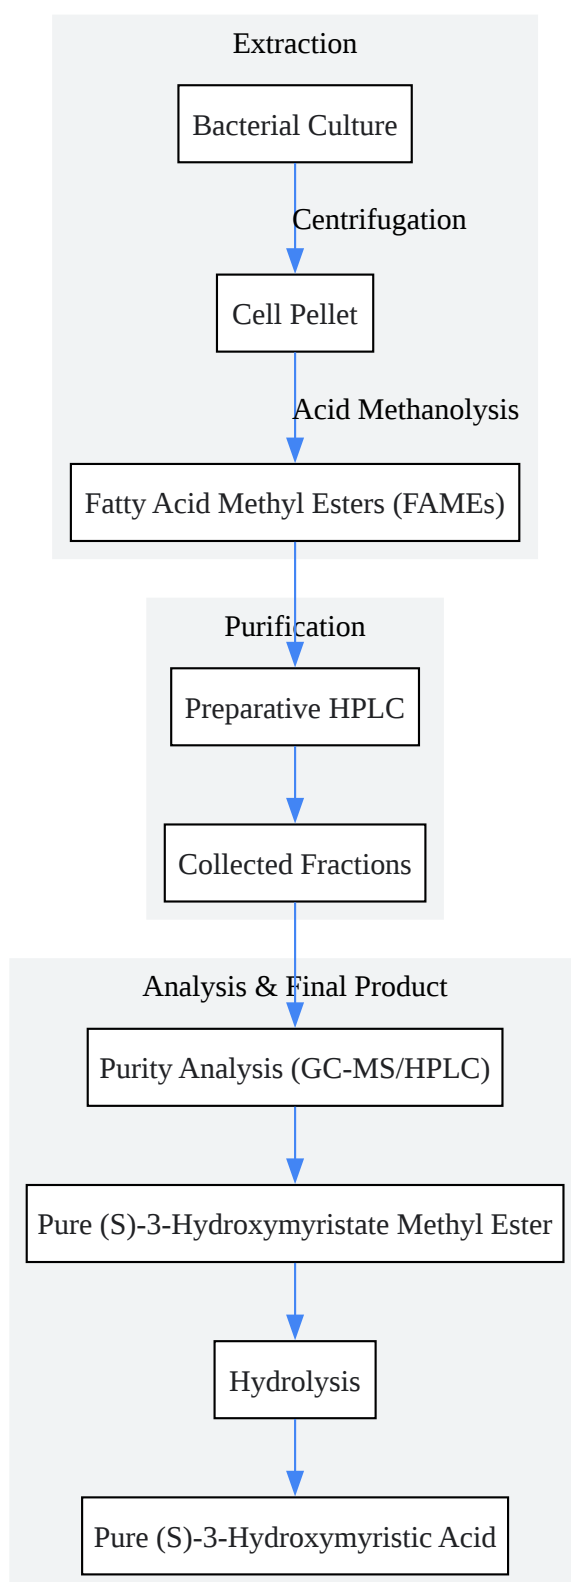 Extraction
Bacterial Culture
Centrifugation
Cell Pellet
Acid Methanolysis
Fatty Acid Methyl Esters (FAMEs)
Purification
Preparative HPLC
Collected Fractions
Analysis & Final Product
Purity Analysis (GC-MS/HPLC)
Pure (S)-3-Hydroxymyristate Methyl Ester
Hydrolysis
Pure (S)-3-Hydroxymyristic Acid